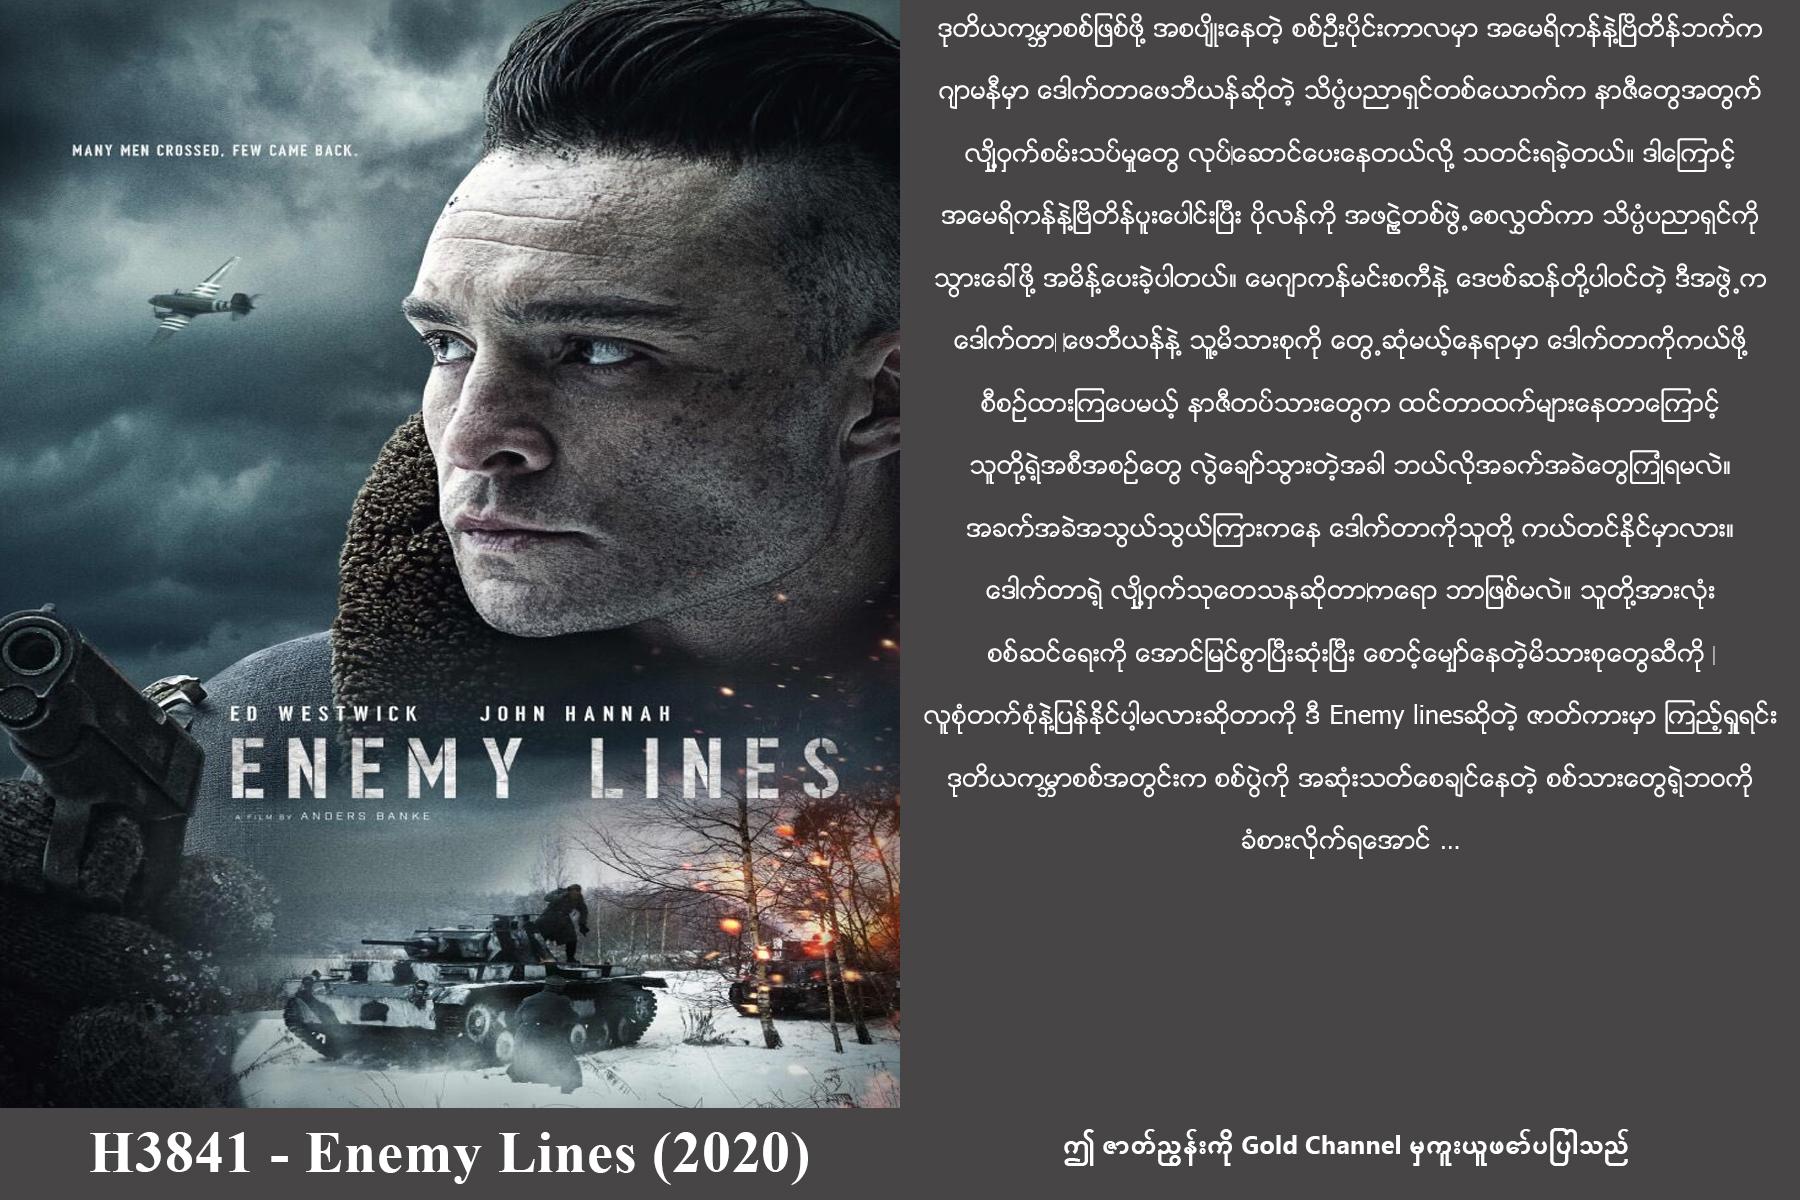 MANY MEN CROSSED, FEW CAME BACK.
ED WESTWICK JOHN HANNAH
ENEMY LINES
A FILM BY ANDERS BANKE
H3841 - Enemy Lines (2020)
ဒုတိယကမ္ဘာစစ်ဖြစ်ဖို့ အစပျိုးနေတဲ့ စစ်ဦးပိုင်းကာလမှာ အမေရိကန်နဲ့ဗြိတိန်ဘက်က
ဂျာမနီမှာ ဒေါက်တာဖေဘီယန်ဆိုတဲ့ သိပ္ပံပညာရှင်တစ်ယောက်က နာဇီတွေအတွက်
လျှို့ဝှက်စမ်းသပ်မှုတွေ လုပ်ဆောင်ပေးနေတယ်လို့ သတင်းရခဲ့တယ်။ ဒါကြောင့်
အမေရိကန်နဲ့ဗြိတိန်ပူးပေါင်းပြီး ပိုလန်ကို အဖွဲ့တစ်ဖွဲ့စေလွှတ်ကာ သိပ္ပံပညာရှင်ကို
သွားခေါ်ဖို့ အမိန့်ပေးခဲ့ပါတယ်။ မေဂျာကန်မင်းစကီနဲ့ ဒေဗစ်ဆန်တို့ပါဝင်တဲ့ ဒီအဖွဲ့က
ဒေါက်တာ ဖေဘီယန်နဲ့ သူ့မိသားစုကို တွေ့ဆုံမယ့်နေရာမှာ ဒေါက်တာကိုကယ်ဖို့
စီစဉ်ထားကြပေမယ့် နာဇီတပ်သားတွေက ထင်တာထက်များနေတာကြောင့်
သူတို့ရဲ့အစီအစဉ်တွေ လွဲချော်သွားတဲ့အခါ ဘယ်လိုအခက်အခဲတွေကြုံရမလဲ။
အခက်အခဲအသွယ်သွယ်ကြားကနေ ဒေါက်တာကိုသူတို့ ကယ်တင်နိုင်မှာလား။
ဒေါက်တာရဲ့ လျှို့ဝှက်သုတေသနဆိုတာကရော ဘာဖြစ်မလဲ။ သူတို့အားလုံး
စစ်ဆင်ရေးကို အောင်မြင်စွာပြီးဆုံးပြီး စောင့်မျှော်နေတဲ့မိသားစုတွေဆီကို
လူစုံတက်စုံနဲ့ပြန်နိုင်ပါ့မလားဆိုတာကို ဒီ Enemy linesဆိုတဲ့ ဇာတ်ကားမှာ ကြည့်ရှုရင်း
ဒုတိယကမ္ဘာစစ်အတွင်းက စစ်ပွဲကို အဆုံးသတ်စေချင်နေတဲ့ စစ်သားတွေရဲ့ဘဝကို
ခံစားလိုက်ရအောင် ...
ဤ ဇာတ်ညွှန်းကို Gold Channel မှကူးယူဖော်ပပြါသည်